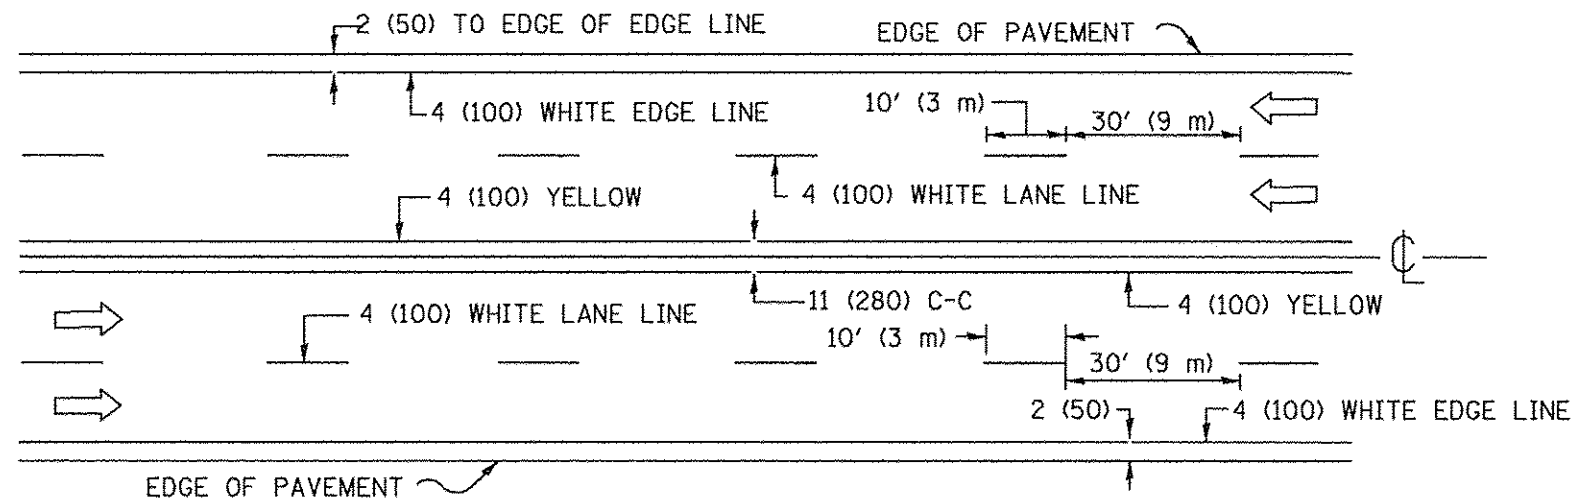 2 (50) TO EDGE OF EDGE LINE
EDGE OF PAVEMENT
4 (100) WHITE EDGE LINE
10' (3 m)
30' (9 m)
4 (100) YELLOW
4 (100) WHITE LANE LINE
℄
11 (280) C-C
4 (100) YELLOW
4 (100) WHITE LANE LINE
10' (3 m)
30' (9 m)
2 (50)
4 (100) WHITE EDGE LINE
EDGE OF PAVEMENT